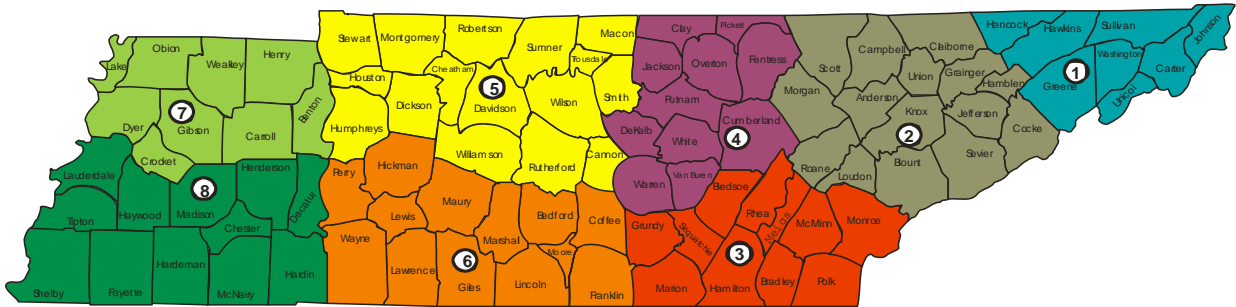 Lake
Obion
Weakley
Henry
Benton
7
Dyer
Gibson
Carroll
Crocket
Lauderdale
Henderson
8
Decatur
Tipton
Haywood
Madison
Chester
Shelby
Fayette
Hardeman
McNairy
Hardin
Stewart
Montgomery
Robertson
Sumner
Macon
Trousdale
Houston
Cheatham
5
Dickson
Davidson
Wilson
Smith
Humphreys
Williamson
Rutherford
Cannon
Perry
Hickman
Lewis
Maury
Bedford
Coffee
Wayne
Marshall
Moore
Lawrence
6
Giles
Lincoln
Franklin
Clay
Pickett
Jackson
Overton
Fentress
Putnam
DeKalb
White
Cumberland
4
Warren
Van Buren
Bledsoe
Rhea
Meigs
McMinn
Monroe
Grundy
Sequatchie
3
Marion
Hamilton
Bradley
Polk
Scott
Campbell
Claiborne
Morgan
Union
Grainger
Hamblen
Anderson
Knox
Jefferson
2
Cocke
Roane
Loudon
Blount
Sevier
Hancock
Hawkins
Sullivan
Johnson
Washington
1
Carter
Greene
Unicoi